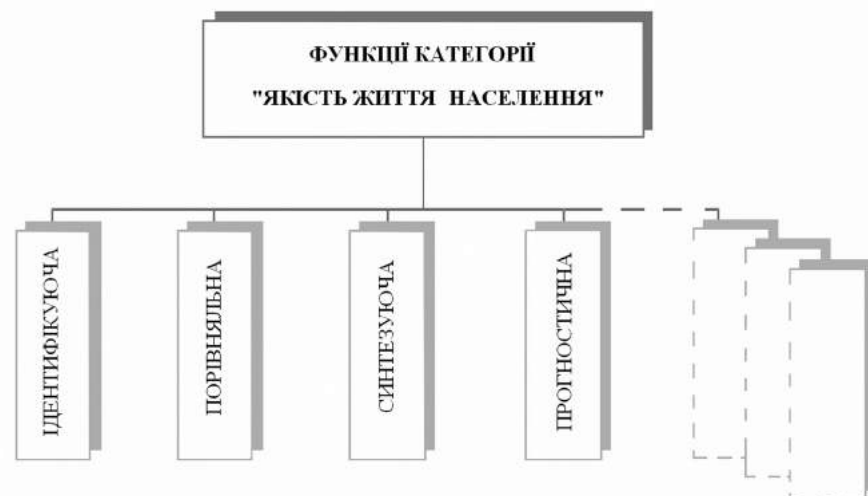 ФУНКЦІЇ КАТЕГОРІЇ
"ЯКІСТЬ ЖИТТЯ НАСЕЛЕННЯ"
ІДЕНТИФІКУЮЧА
ПОРІВНЯЛЬНА
СИНТЕЗУЮЧА
ПРОГНОСТИЧНА